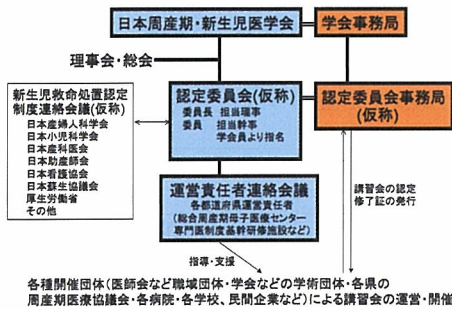 日本周産期・新生児医学会
学会事務局
理事会・総会
新生児救命処置認定
制度連絡会議(仮称)
日本産婦人科学会
日本小児科学会
日本産科医会
日本助産師会
日本看護協会
日本蘇生協議会
厚生労働省
その他
認定委員会(仮称)
委員長 担当理事
委員 担当幹事
学会員より指名
認定委員会事務局
(仮称)
運営責任者連絡会議
各都道府県運営責任者
(総合周産期母子医療センター
専門医制度基幹研修施設など)
講習会の認定
修了証の発行
指導・支援
各種開催団体(医師会など職域団体・学会などの学術団体・各県の
周産期医療協議会・各病院・各学校、民間企業など)による講習会の運営・開催